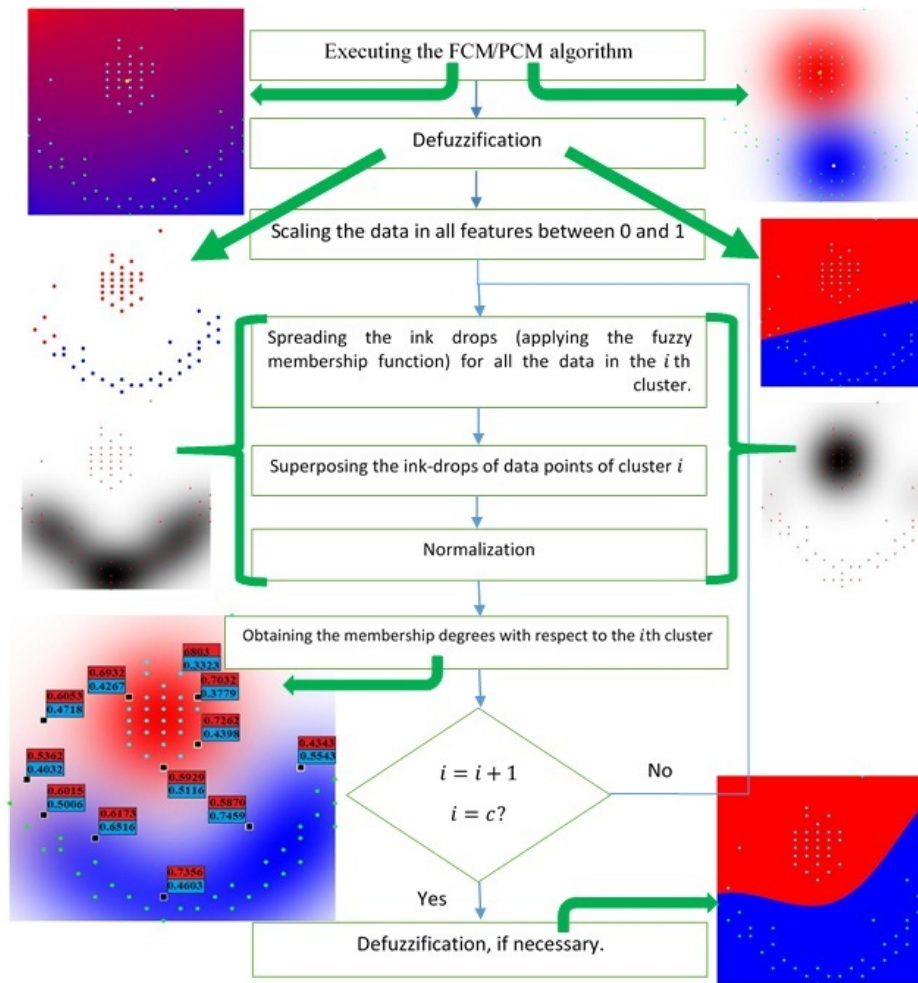 Executing the FCM/PCM algorithm
Defuzzification
Scaling the data in all features between 0 and 1
Spreading the ink drops (applying the fuzzy
membership function) for all the data in the i th
cluster.
Superposing the ink-drops of data points of cluster i
Normalization
Obtaining the membership degrees with respect to the ith cluster
6803
0.3323
0.6932
0.4267
0.7032
0.3779
0.6053
0.4718
0.7262
0.4398
0.4343
0.5543
0.5362
0.4032
0.5929
0.5116
0.6015
0.5006
0.5870
0.7459
0.6173
0.6516
0.7356
0.4603
i = i + 1
i = c?
No
Yes
Defuzzification, if necessary.